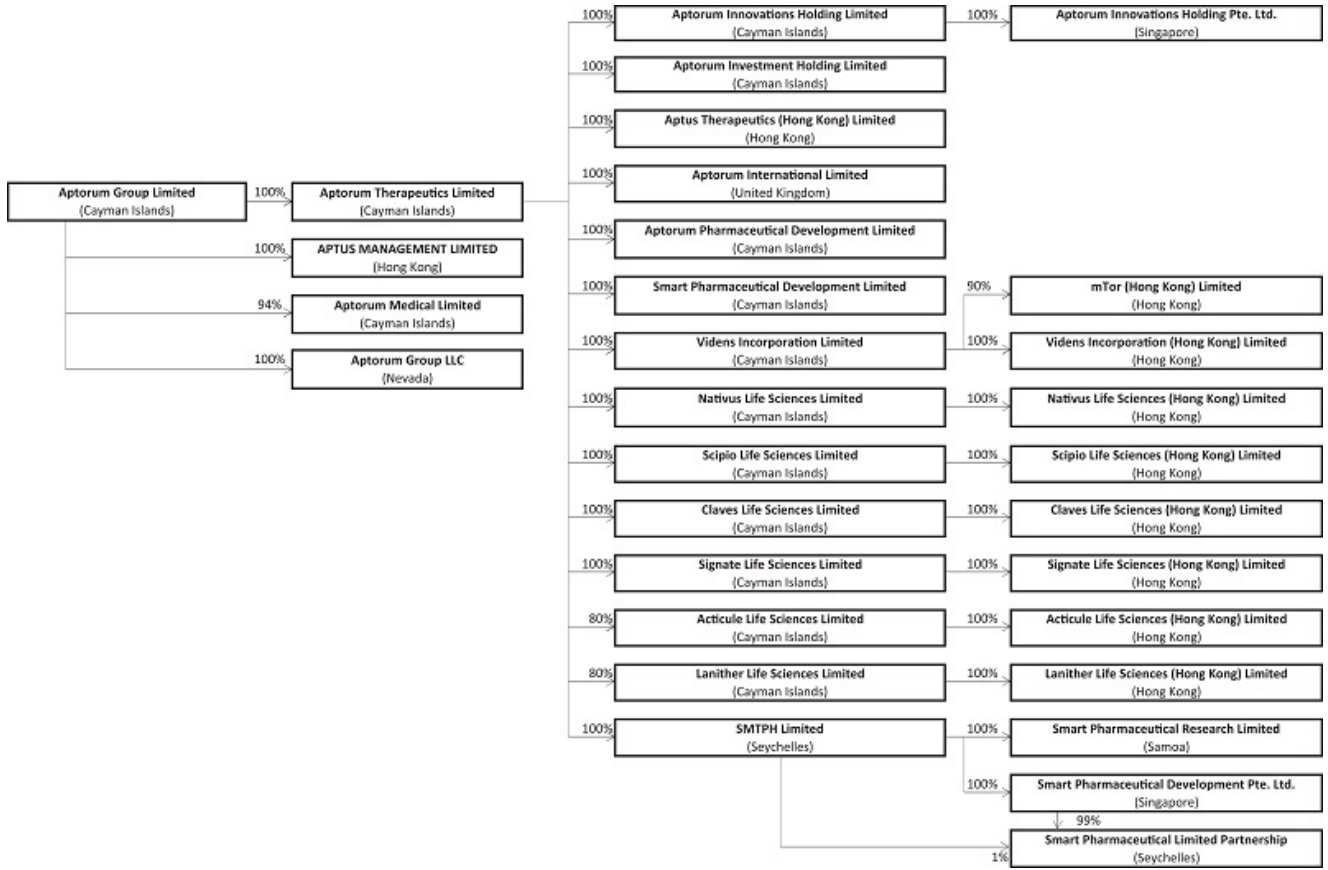 100%
Aptorum Innovations Holding Limited
(Cayman Islands)
100%
Aptorum Innovations Holding Pte. Ltd.
(Singapore)
100%
Aptorum Investment Holding Limited
(Cayman Islands)
100%
Aptus Therapeutics (Hong Kong) Limited
(Hong Kong)
Aptorum Group Limited
(Cayman Islands)
100%
Aptorum Therapeutics Limited
(Cayman Islands)
100%
Aptorum International Limited
(United Kingdom)
100%
APTUS MANAGEMENT LIMITED
(Hong Kong)
100%
Aptorum Pharmaceutical Development Limited
(Cayman Islands)
94%
Aptorum Medical Limited
(Cayman Islands)
100%
Smart Pharmaceutical Development Limited
(Cayman Islands)
90%
mTor (Hong Kong) Limited
(Hong Kong)
100%
Aptorum Group LLC
(Nevada)
100%
Videns Incorporation Limited
(Cayman Islands)
100%
Videns Incorporation (Hong Kong) Limited
(Hong Kong)
100%
Nativus Life Sciences Limited
(Cayman Islands)
100%
Nativus Life Sciences (Hong Kong) Limited
(Hong Kong)
100%
Scipio Life Sciences Limited
(Cayman Islands)
100%
Scipio Life Sciences (Hong Kong) Limited
(Hong Kong)
100%
Claves Life Sciences Limited
(Cayman Islands)
100%
Claves Life Sciences (Hong Kong) Limited
(Hong Kong)
100%
Signate Life Sciences Limited
(Cayman Islands)
100%
Signate Life Sciences (Hong Kong) Limited
(Hong Kong)
80%
Acticule Life Sciences Limited
(Cayman Islands)
100%
Acticule Life Sciences (Hong Kong) Limited
(Hong Kong)
80%
Lanither Life Sciences Limited
(Cayman Islands)
100%
Lanither Life Sciences (Hong Kong) Limited
(Hong Kong)
100%
SMTPH Limited
(Seychelles)
100%
Smart Pharmaceutical Research Limited
(Samoa)
100%
Smart Pharmaceutical Development Pte. Ltd.
(Singapore)
99%
1%
Smart Pharmaceutical Limited Partnership
(Seychelles)